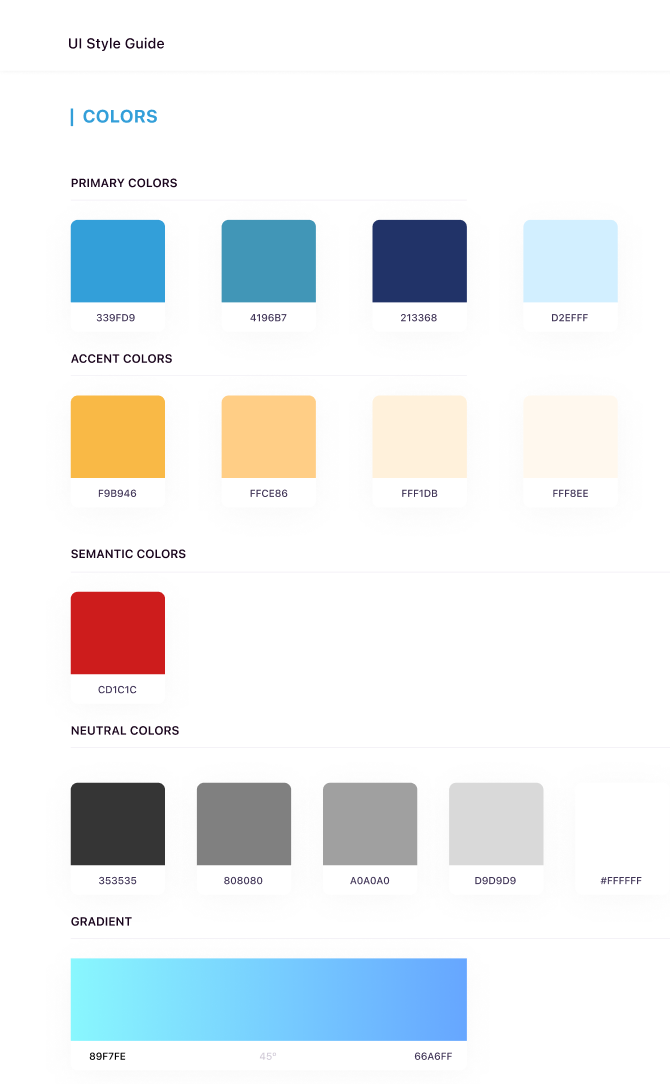 UI Style Guide
COLORS
PRIMARY COLORS
339FD9 4196B7 213368 D2EFFF
ACCENT COLORS
F9B946 FFCE86 FFF1DB FFF8EE
SEMANTIC COLORS
CD1C1C
NEUTRAL COLORS
353535 808080 A0A0A0 D9D9D9 #FFFFFF
GRADIENT
89F7FE 45° 66A6FF